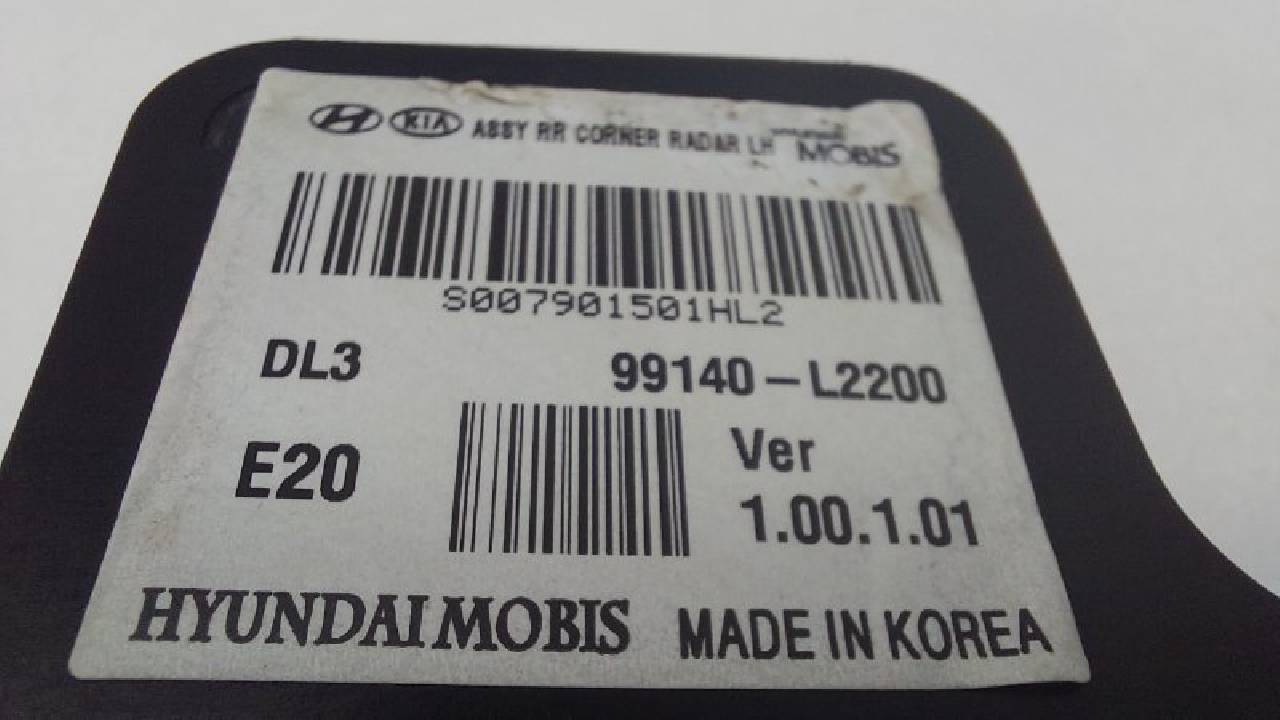 KIA ASSY RR CORNER RADAR LH MOBIS
S007901501HL2
DL3 99140-L2200
E20 Ver
1.00.1.01
HYUNDAI MOBIS MADE IN KOREA